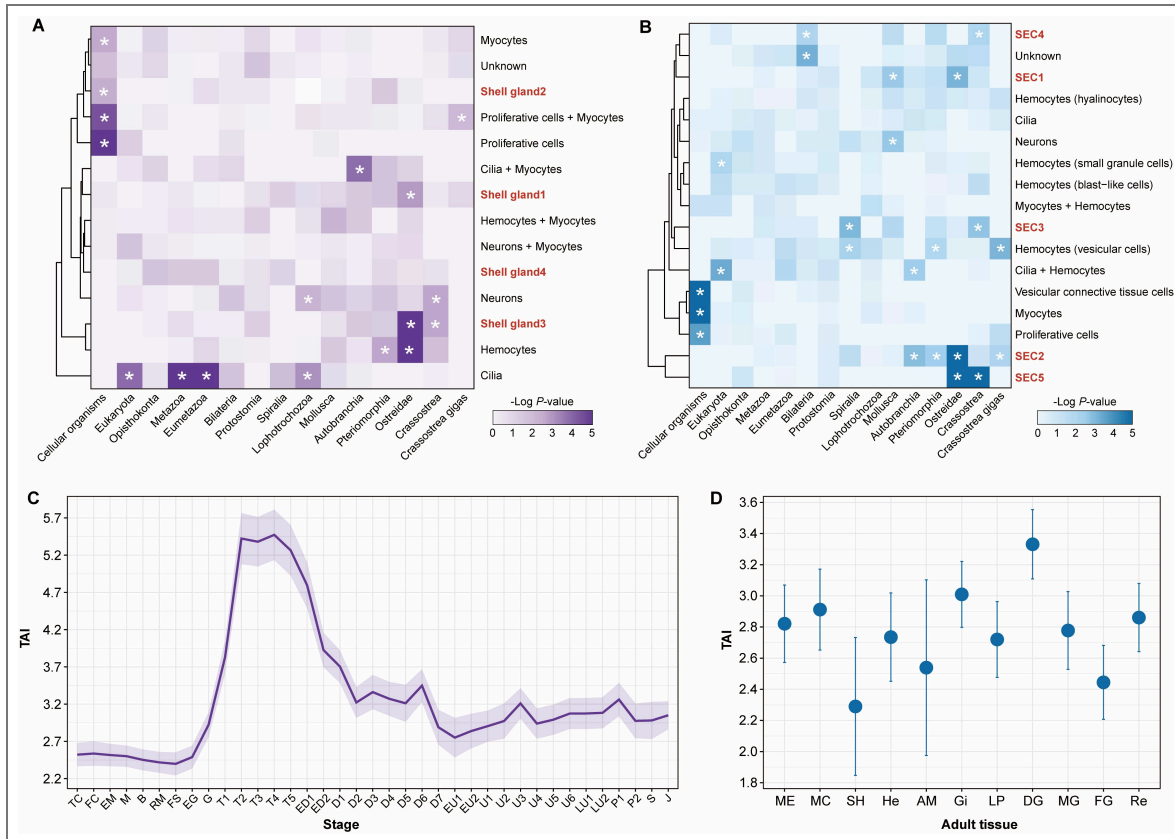 A
Myocytes
Unknown
Shell gland2
Proliferative cells + Myocytes
Proliferative cells
Cilia + Myocytes
Shell gland1
Hemocytes + Myocytes
Neurons + Myocytes
Shell gland4
Neurons
Shell gland3
Hemocytes
Cilia
Cellular organisms
Eukaryota
Opisthokonta
Metazoa
Eumetazoa
Bilateria
Protostomia
Spiralia
Lophotrochozoa
Mollusca
Autobranchia
Pteriomorphia
Ostreidae
Crassostrea
Crassostrea gigas
-Log P-value
0 1 2 3 4 5
B
SEC4
Unknown
SEC1
Hemocytes (hyalinocytes)
Cilia
Neurons
Hemocytes (small granule cells)
Hemocytes (blast−like cells)
Myocytes + Hemocytes
SEC3
Hemocytes (vesicular cells)
Cilia + Hemocytes
Vesicular connective tissue cells
Myocytes
Proliferative cells
SEC2
SEC5
Cellular organisms
Eukaryota
Opisthokonta
Metazoa
Eumetazoa
Bilateria
Protostomia
Spiralia
Lophotrochozoa
Mollusca
Autobranchia
Pteriomorphia
Ostreidae
Crassostrea
Crassostrea gigas
-Log P-value
0 1 2 3 4 5
C
TAI
5.7
5.2
4.7
4.2
3.7
3.2
2.7
2.2
TC FC EM M B RM FS EG G T1 T2 T3 T4 T5 ED1 ED2 D1 D2 D3 D4 D5 D6 D7 EU1 EU2 U1 U2 U3 U4 U5 U6 LU1 LU2 P1 P2 S J
Stage
D
TAI
3.6
3.4
3.2
3.0
2.8
2.6
2.4
2.2
2.0
1.8
ME MC SH He AM Gi LP DG MG FG Re
Adult tissue